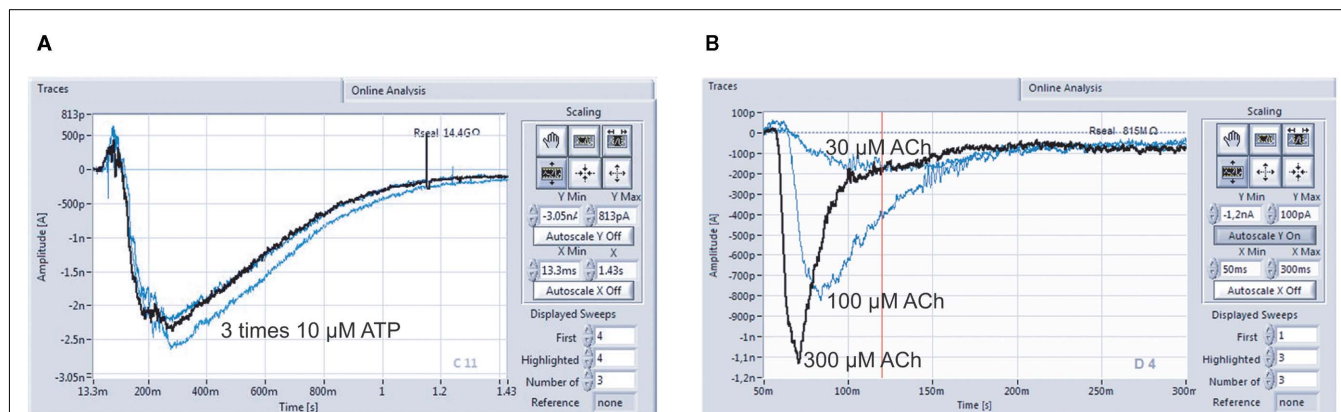 A
Traces
Online Analysis
813p
500p
0
-500p
-1n
-1.5n
-2n
-2.5n
-3.05n
Amplitude [A]
Rseal 14.4GΩ
3 times 10 µM ATP
C 11
13.3m 200m 400m 600m 800m 1 1.2 1.43
Time [s]
Scaling
Y Min Y Max
-3.05nA 813pA
Autoscale Y Off
X Min X
13.3ms 1.43s
Autoscale X Off
Displayed Sweeps
First 4
Highlighted 4
Number of 3
Reference none
B
Traces
Online Analysis
100p
0
-100p
-200p
-300p
-400p
-500p
-600p
-700p
-800p
-900p
-1n
-1,1n
-1,2n
Amplitude [A]
Rseal 815MΩ
30 µM ACh
100 µM ACh
300 µM ACh
D 4
50m 100m 150m 200m 250m 300m
Time [s]
Scaling
Y Min Y Max
-1,2nA 100pA
Autoscale Y On
X Min X Max
50ms 300ms
Autoscale X Off
Displayed Sweeps
First 1
Highlighted 3
Number of 3
Reference none